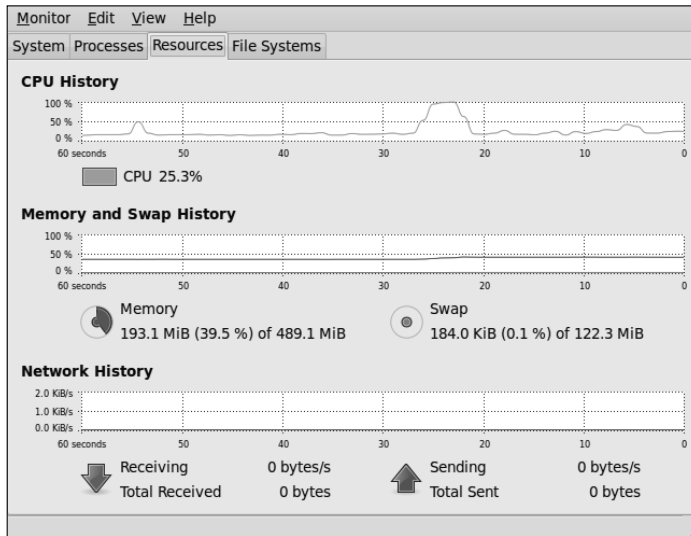 Monitor Edit View Help
System Processes Resources File Systems
CPU History
100 %
50 %
0 %
60 seconds 50 40 30 20 10 0
CPU 25.3%
Memory and Swap History
100 %
50 %
0 %
60 seconds 50 40 30 20 10 0
Memory Swap
193.1 MiB (39.5 %) of 489.1 MiB 184.0 KiB (0.1 %) of 122.3 MiB
Network History
2.0 KiB/s
1.0 KiB/s
0.0 KiB/s
60 seconds 50 40 30 20 10 0
Receiving 0 bytes/s Sending 0 bytes/s
Total Received 0 bytes Total Sent 0 bytes